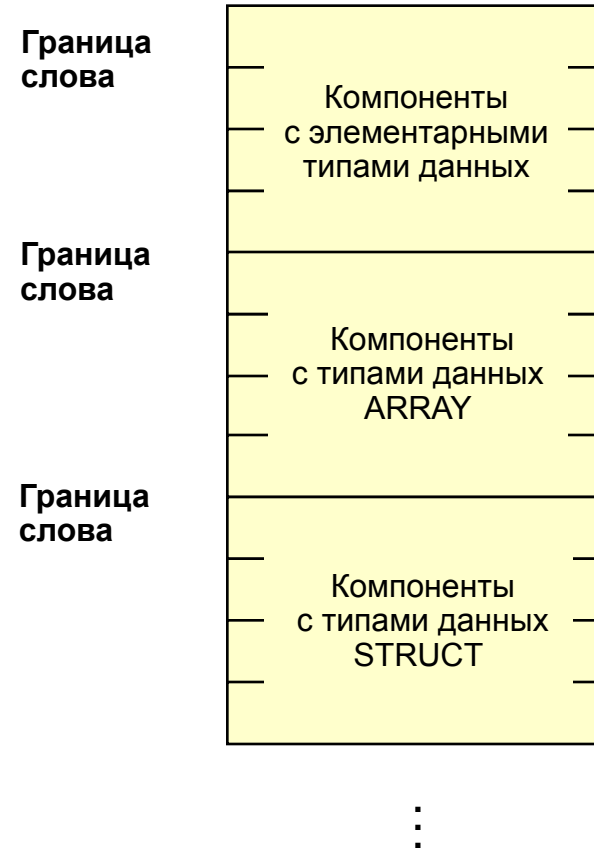 Граница
слова
Компоненты
с элементарными
типами данных
Граница
слова
Компоненты
с типами данных
ARRAY
Граница
слова
Компоненты
с типами данных
STRUCT
⋮